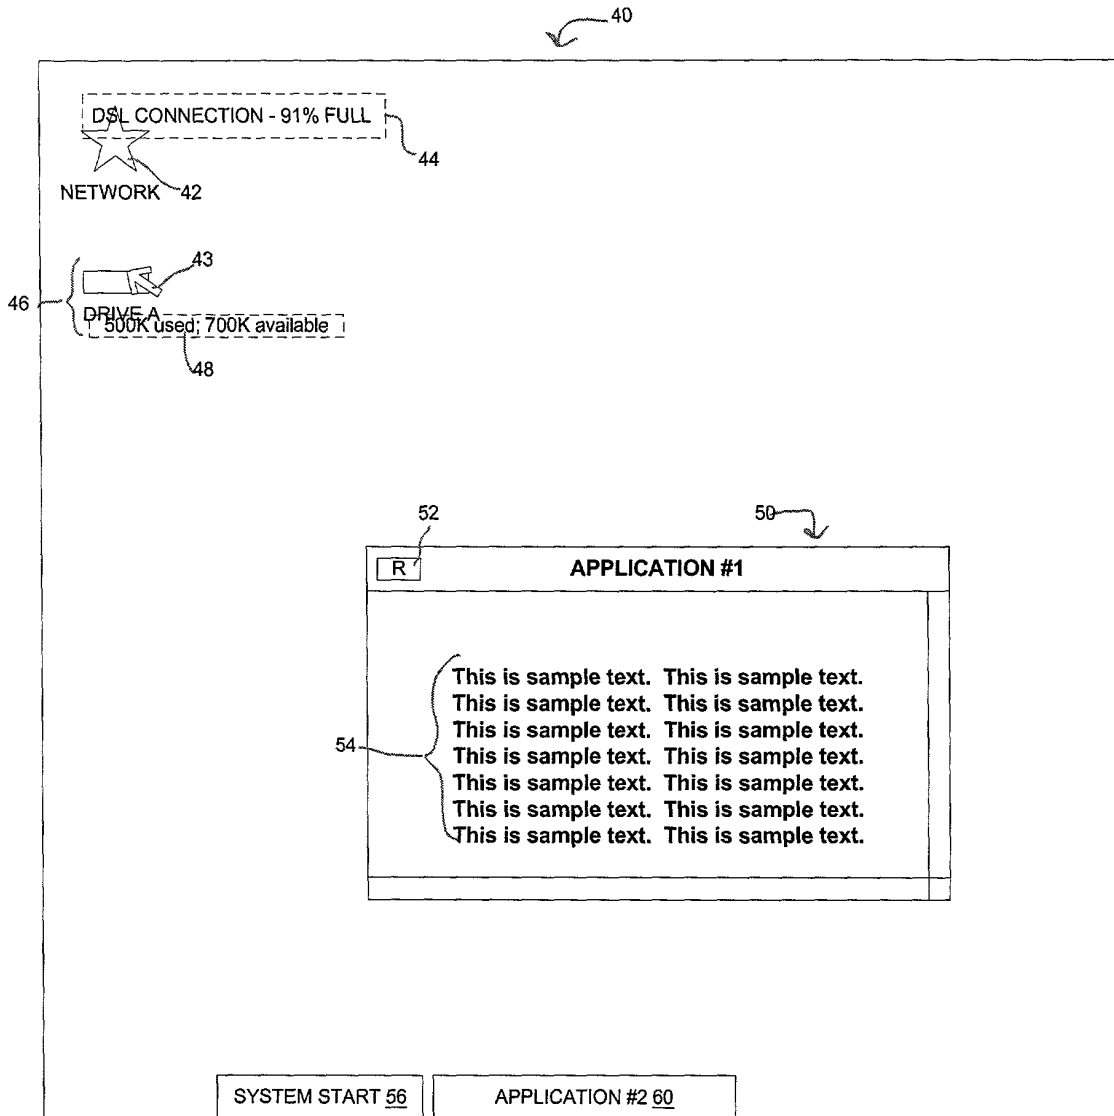 40
DSL CONNECTION - 91% FULL
44
42
NETWORK
43
46
DRIVE A
500K used; 700K available
48
52
50
R
APPLICATION #1
This is sample text. This is sample text.
This is sample text. This is sample text.
This is sample text. This is sample text.
54
This is sample text. This is sample text.
This is sample text. This is sample text.
This is sample text. This is sample text.
This is sample text. This is sample text.
SYSTEM START 56
APPLICATION #2 60